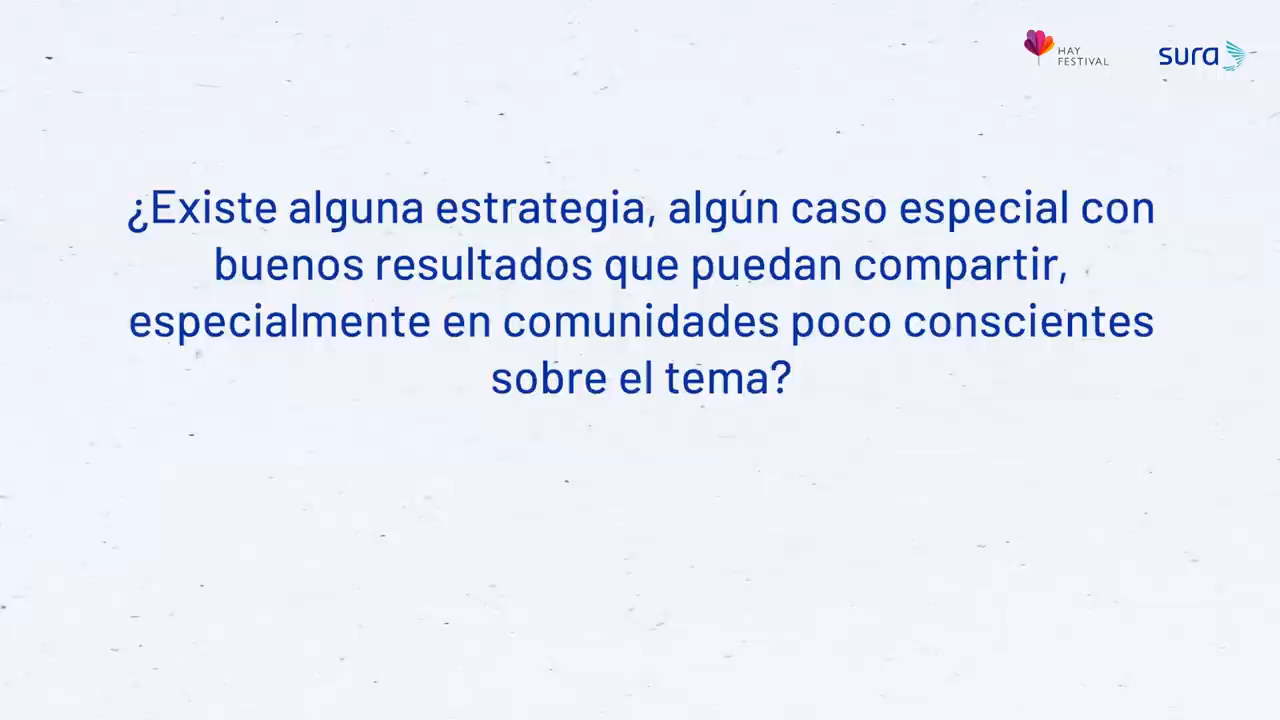 HAY
FESTIVAL
sura
¿Existe alguna estrategia, algún caso especial con
buenos resultados que puedan compartir,
especialmente en comunidades poco conscientes
sobre el tema?